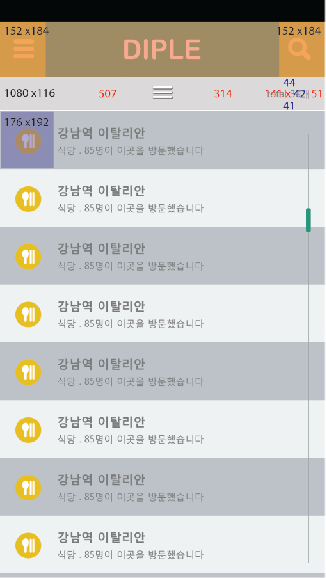 152 x184
152 x184
DIPLE
1080 x116
507
314
44
42
51
41
176 x192
강남역 이탈리안
식당 . 85명이 이곳을 방문했습니다
강남역 이탈리안
식당 . 85명이 이곳을 방문했습니다
강남역 이탈리안
식당 . 85명이 이곳을 방문했습니다
강남역 이탈리안
식당 . 85명이 이곳을 방문했습니다
강남역 이탈리안
식당 . 85명이 이곳을 방문했습니다
강남역 이탈리안
식당 . 85명이 이곳을 방문했습니다
강남역 이탈리안
식당 . 85명이 이곳을 방문했습니다
강남역 이탈리안
식당 . 85명이 이곳을 방문했습니다